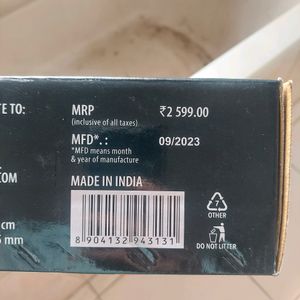 TE TO:
MRP ₹2 599.00
(inclusive of all taxes)
MFD*. : 09/2023
*MFD means month
& year of manufacture
COM
MADE IN INDIA
7
OTHER
cm
5 mm
DO NOT LITTER
8 904132 943131